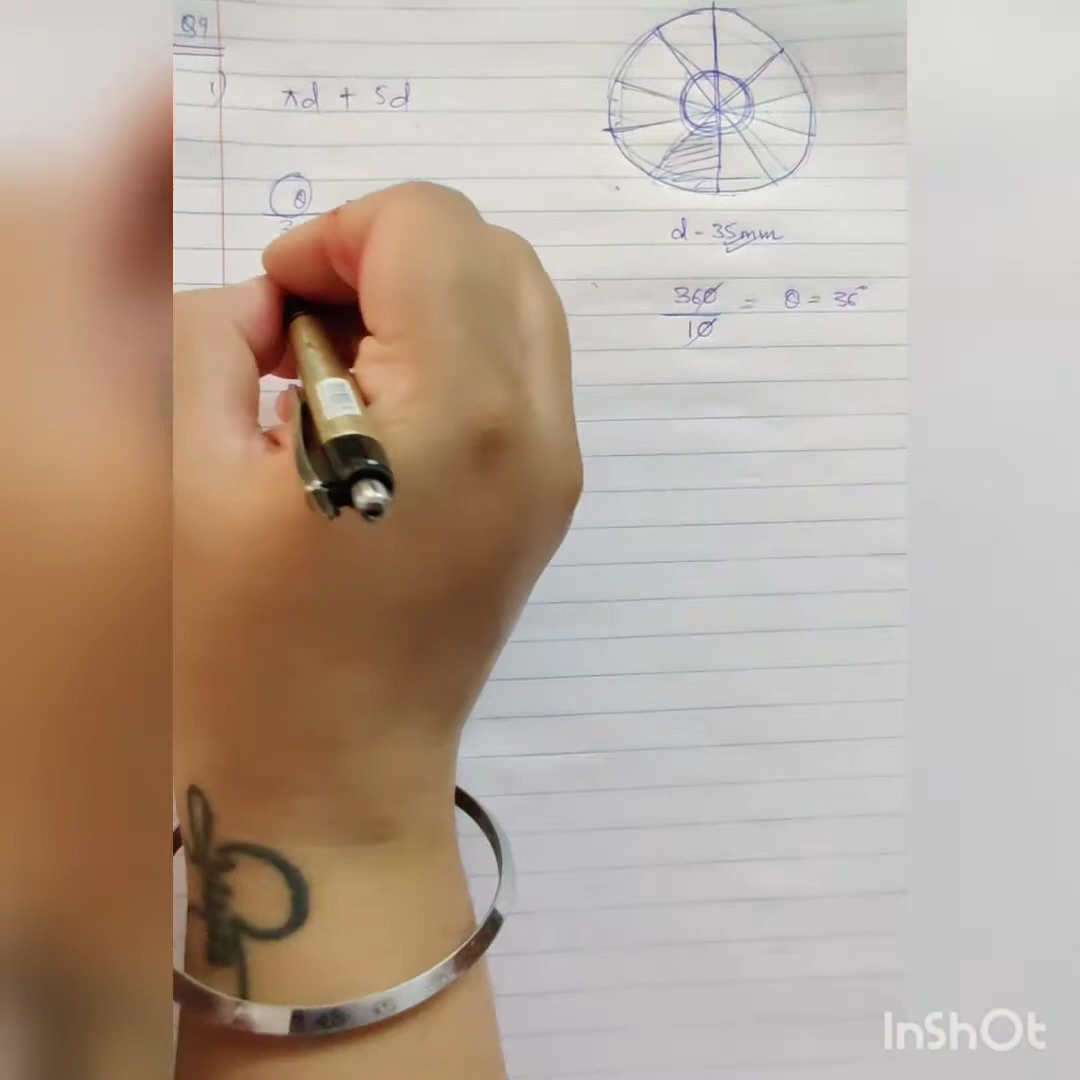 Q9
1)
πd + 5d
θ
d - 35mm
360/10 = θ = 36°
InShOt